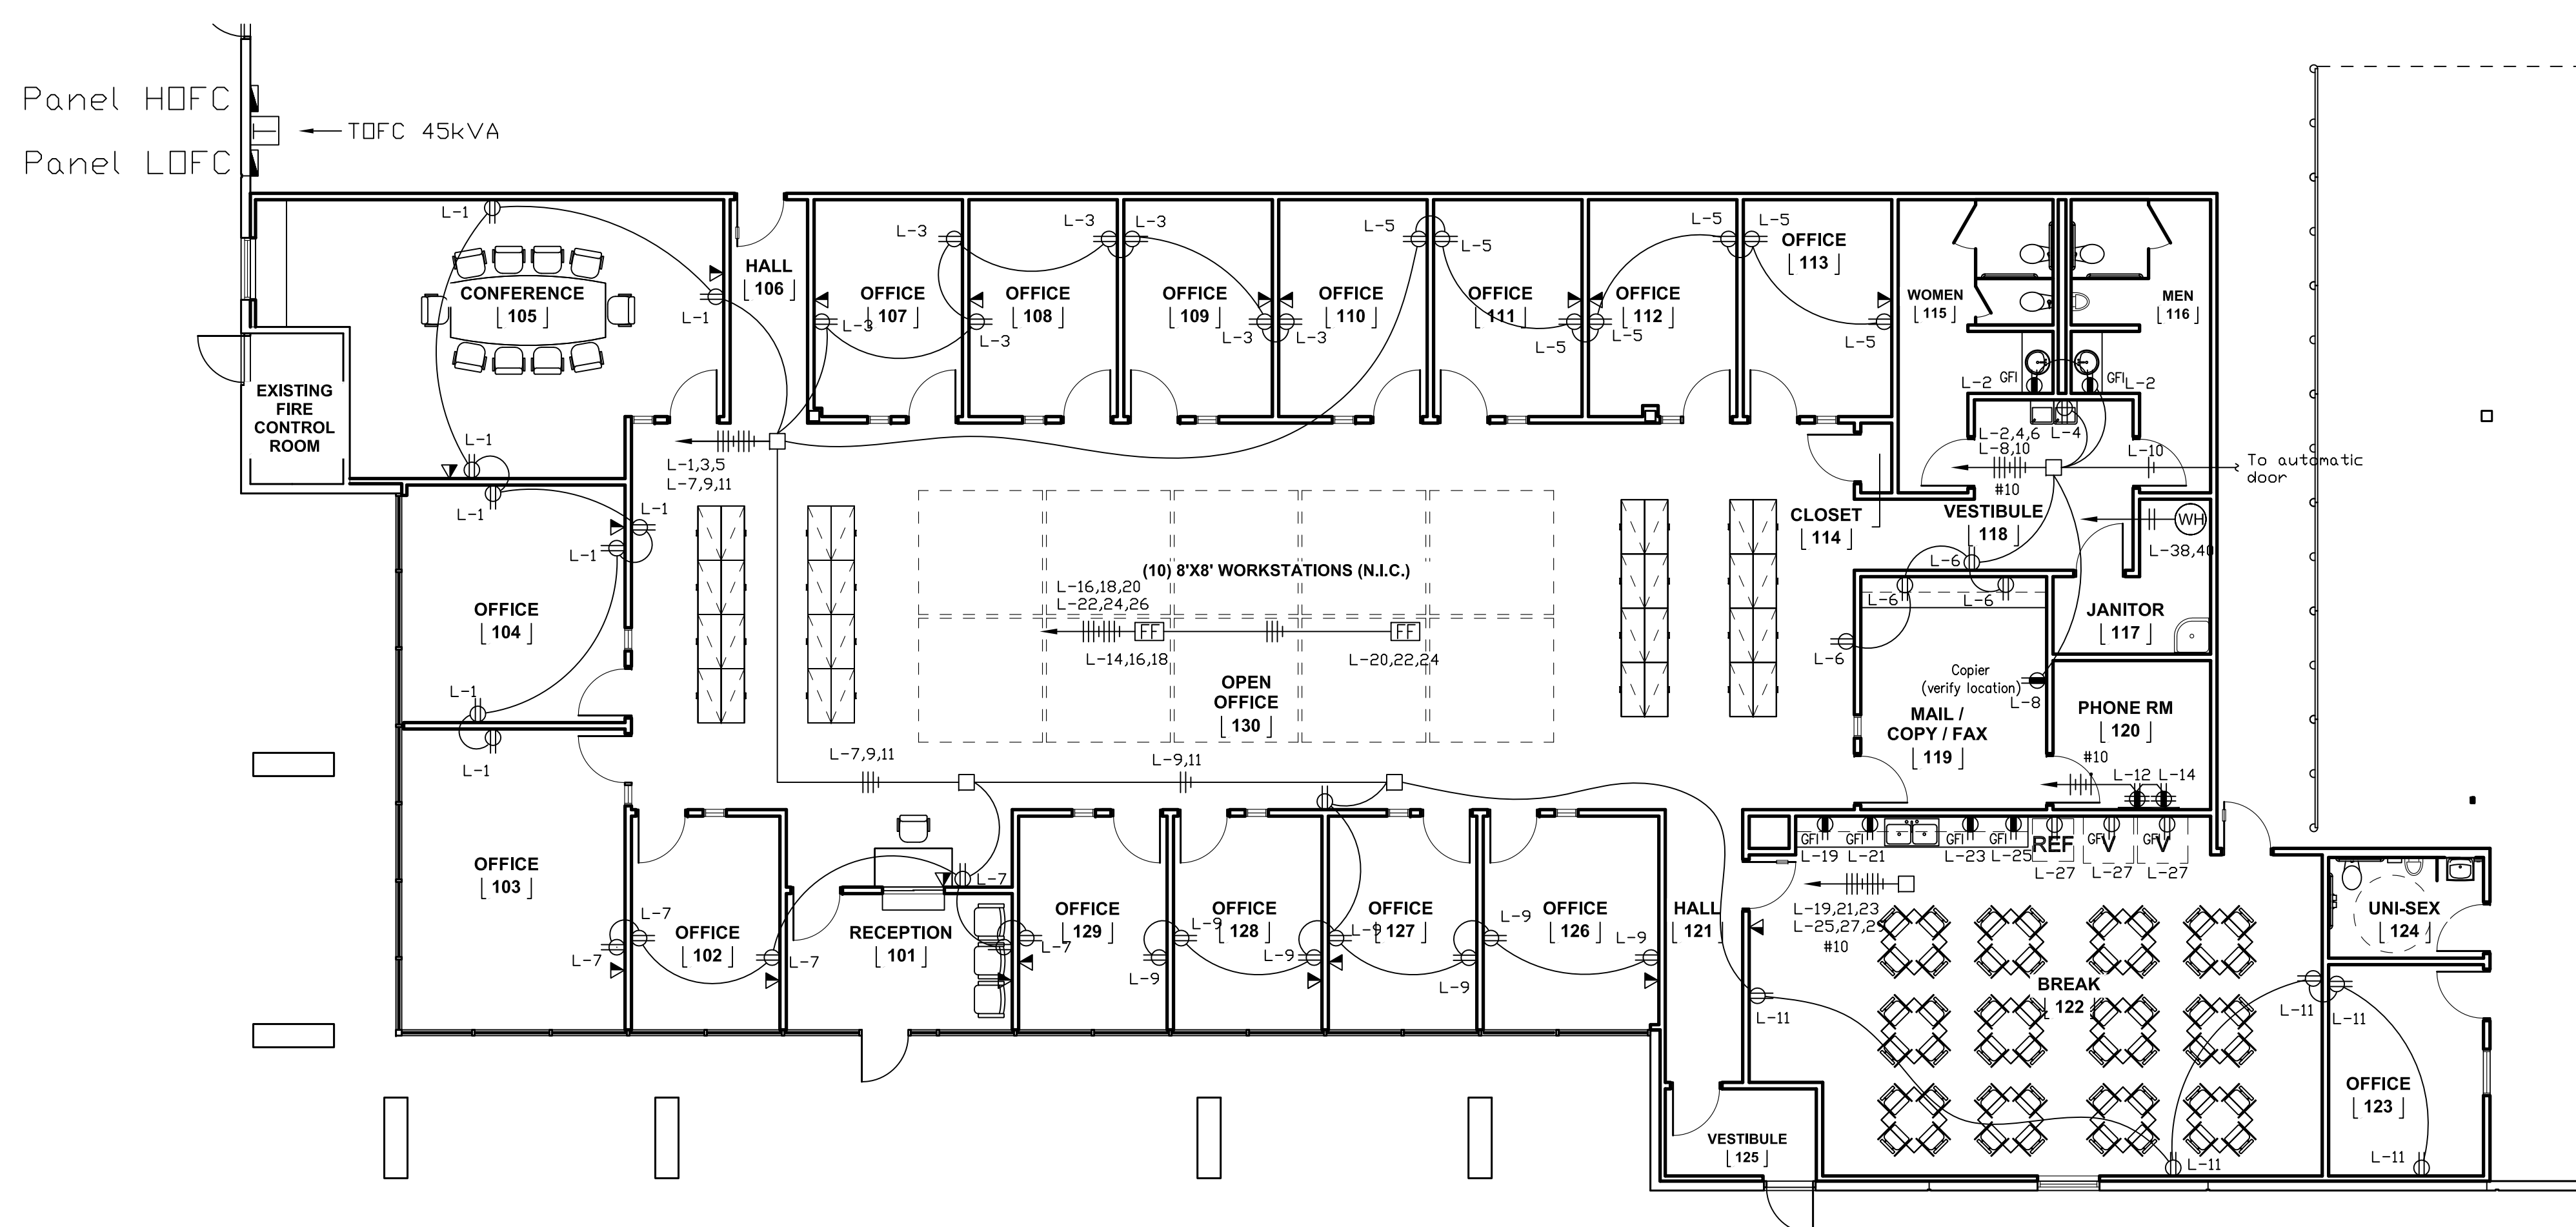 Panel HOFC
TOFC 45kVA
Panel LOFC
L-1
CONFERENCE
105
L-1
L-1
HALL
106
EXISTING
FIRE
CONTROL
ROOM
L-3
OFFICE
107
L-3
L-3
OFFICE
108
L-3
L-3
OFFICE
109
L-3
L-5
OFFICE
110
L-3
L-5
OFFICE
111
L-5
L-5
OFFICE
112
L-5
L-5
OFFICE
113
L-5
WOMEN
115
MEN
116
L-2
GFI
GFI
L-2
L-2,4,6
L-8,10
L-4
L-10
#10
To automatic
door
L-1,3,5
L-7,9,11
L-1
L-1
L-1
OFFICE
104
L-1
L-1
CLOSET
114
VESTIBULE
118
WH
L-38,40
L-6
L-6
L-6
L-6
JANITOR
117
(10) 8'X8' WORKSTATIONS (N.I.C.)
L-16,18,20
L-22,24,26
FF
FF
L-14,16,18
L-20,22,24
OPEN
OFFICE
130
Copier
(verify location)
L-8
MAIL /
COPY / FAX
119
PHONE RM
120
#10
L-12
L-14
L-7,9,11
L-9,11
OFFICE
103
L-7
L-7
OFFICE
102
L-7
RECEPTION
101
L-7
L-7
OFFICE
129
L-9
OFFICE
128
L-9
L-9
OFFICE
127
L-9
L-9
OFFICE
126
L-9
L-9
HALL
121
GFI
GFI
GFI
GFI
REF
GFI
V
GFI
V
L-19
L-21
L-23
L-25
L-27
L-27
L-27
L-19,21,23
L-25,27,29
#10
BREAK
122
L-11
L-11
L-11
L-11
L-11
UNI-SEX
124
OFFICE
123
VESTIBULE
125